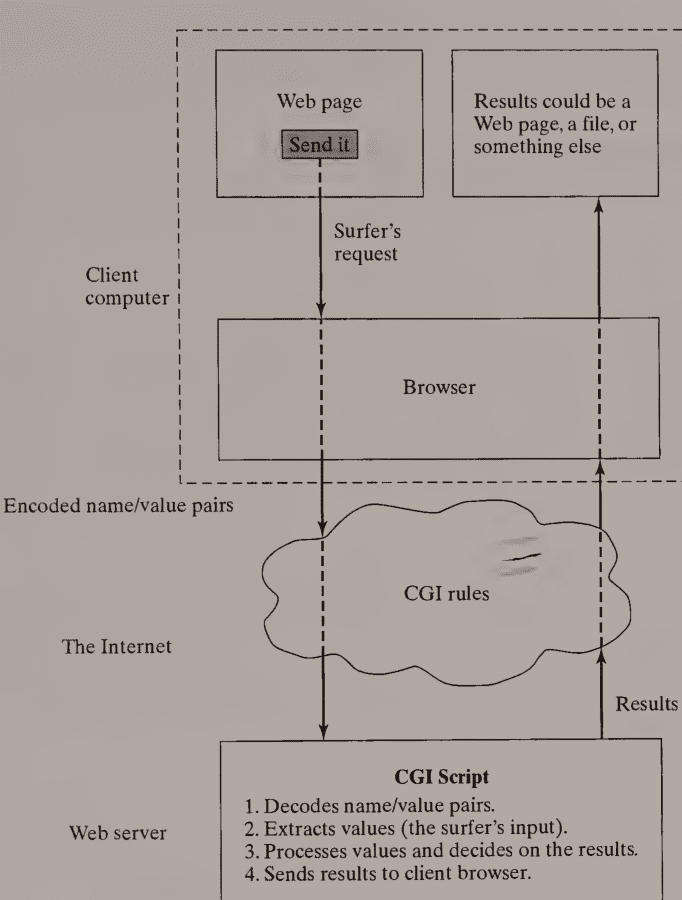 Web page
Send it
Results could be a
Web page, a file, or
something else
Surfer's
request
Client
computer
Browser
Encoded name/value pairs
CGI rules
The Internet
Results
CGI Script
1. Decodes name/value pairs.
2. Extracts values (the surfer's input).
3. Processes values and decides on the results.
4. Sends results to client browser.
Web server